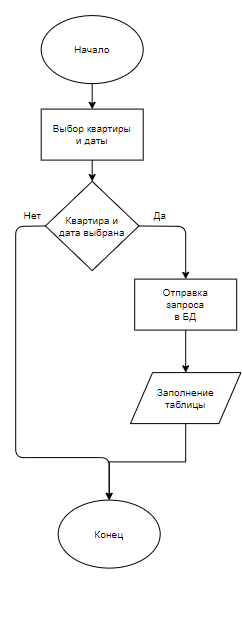 Начало
Выбор квартиры
и даты
Нет
Да
Квартира и
дата выбрана
Отправка
запроса
в БД
Заполнение
таблицы
Конец